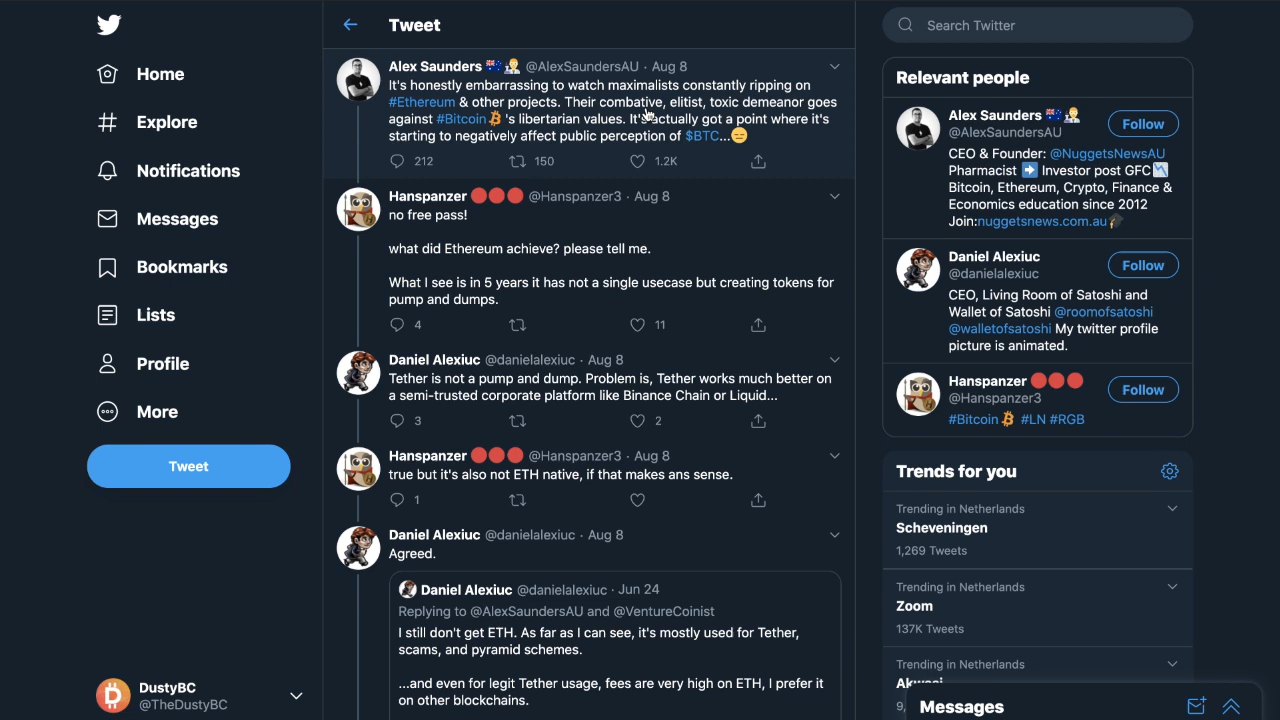 Home
Explore
Notifications
Messages
Bookmarks
Lists
Profile
More
Tweet
DustyBC
@TheDustyBC
Tweet
Alex Saunders 🇦🇺👨‍⚕️ @AlexSaundersAU · Aug 8
It's honestly embarrassing to watch maximalists constantly ripping on
#Ethereum & other projects. Their combative, elitist, toxic demeanor goes
against #Bitcoin 's libertarian values. It's actually got a point where it's
starting to negatively affect public perception of $BTC...😑
212 150 1.2K
Hanspanzer 🔴🔴🔴 @Hanspanzer3 · Aug 8
no free pass!
what did Ethereum achieve? please tell me.
What I see is in 5 years it has not a single usecase but creating tokens for
pump and dumps.
4 11
Daniel Alexiuc @danielalexiuc · Aug 8
Tether is not a pump and dump. Problem is, Tether works much better on
a semi-trusted corporate platform like Binance Chain or Liquid...
3 2
Hanspanzer 🔴🔴🔴 @Hanspanzer3 · Aug 8
true but it's also not ETH native, if that makes ans sense.
1
Daniel Alexiuc @danielalexiuc · Aug 8
Agreed.
Daniel Alexiuc @danielalexiuc · Jun 24
Replying to @AlexSaundersAU and @VentureCoinist
I still don't get ETH. As far as I can see, it's mostly used for Tether,
scams, and pyramid schemes.
...and even for legit Tether usage, fees are very high on ETH, I prefer it
on other blockchains.
Search Twitter
Relevant people
Alex Saunders 🇦🇺👨‍⚕️
@AlexSaundersAU
Follow
CEO & Founder: @NuggetsNewsAU
Pharmacist ➡️ Investor post GFC📉
Bitcoin, Ethereum, Crypto, Finance &
Economics education since 2012
Join:nuggetsnews.com.au🎓
Daniel Alexiuc
@danielalexiuc
Follow
CEO, Living Room of Satoshi and
Wallet of Satoshi @roomofsatoshi
@walletofsatoshi My twitter profile
picture is animated.
Hanspanzer 🔴🔴🔴
@Hanspanzer3
Follow
#Bitcoin #LN #RGB
Trends for you
Trending in Netherlands
Scheveningen
1,269 Tweets
Trending in Netherlands
Zoom
137K Tweets
Trending in Netherlands
Messages